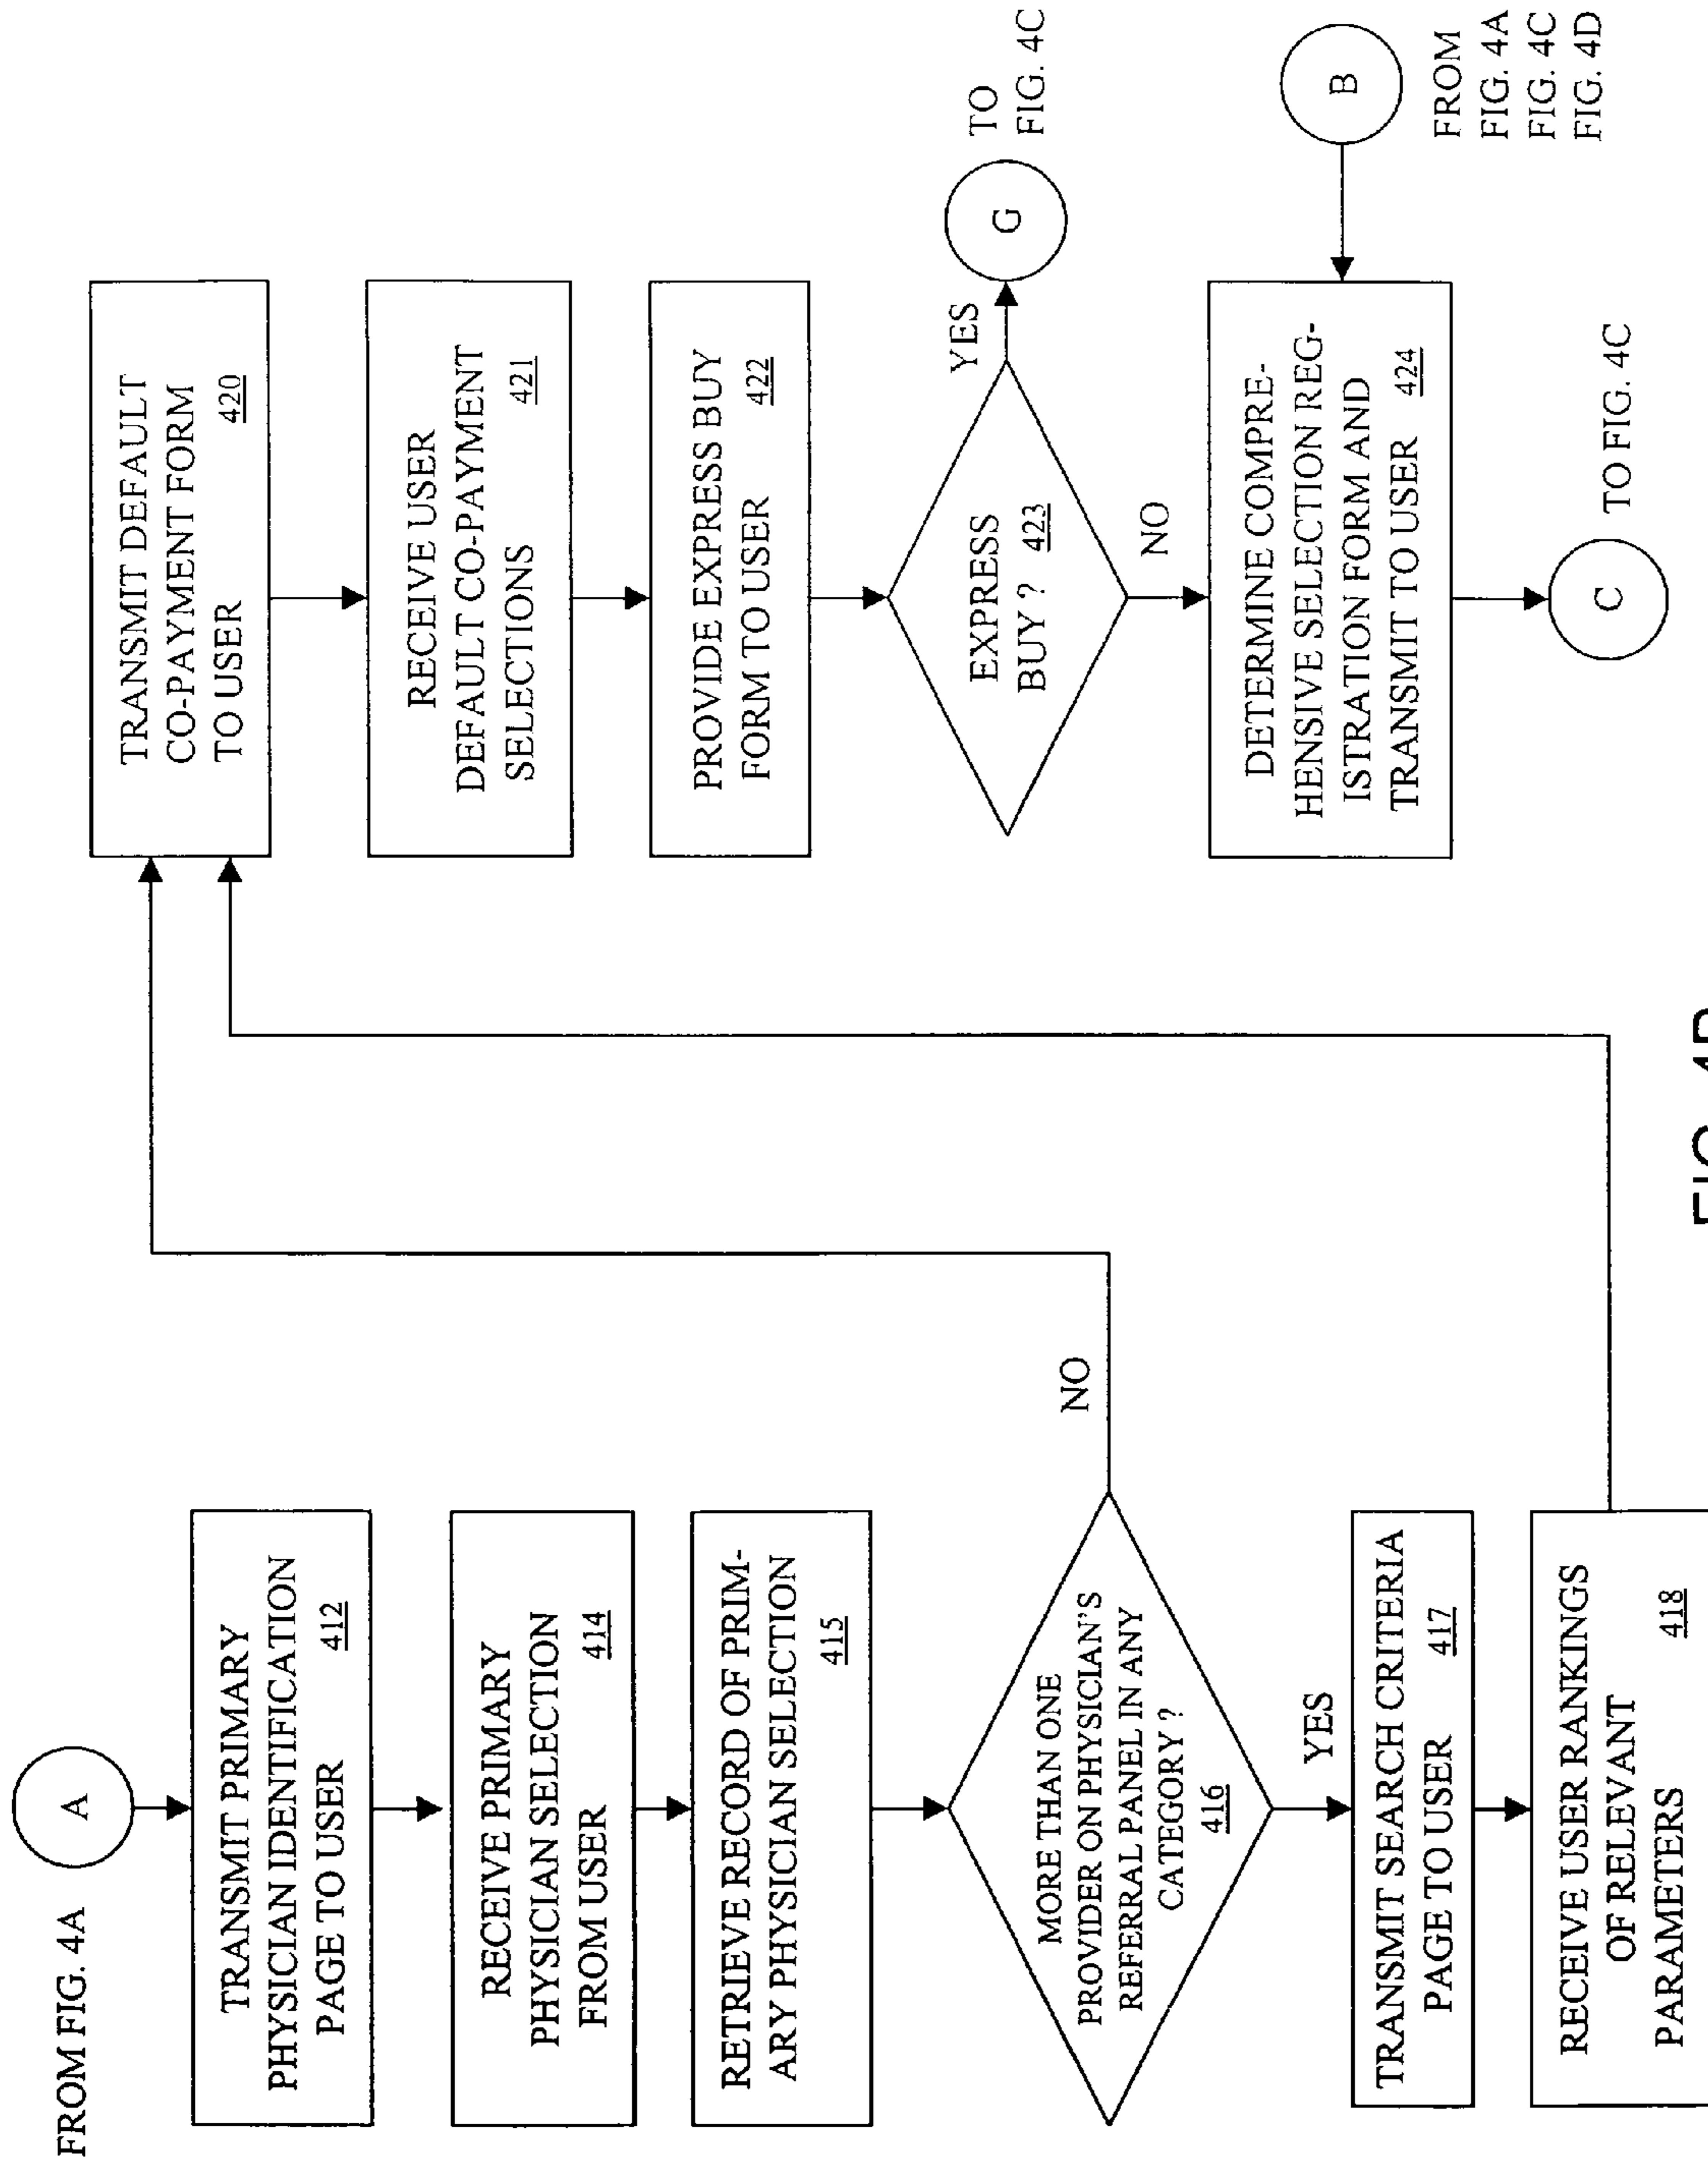 FROM FIG. 4A
A
TRANSMIT PRIMARY
PHYSICIAN IDENTIFICATION
PAGE TO USER 412
RECEIVE PRIMARY
PHYSICIAN SELECTION
FROM USER 414
RETRIEVE RECORD OF PRIM-
ARY PHYSICIAN SELECTION
415
MORE THAN ONE
PROVIDER ON PHYSICIAN'S
REFERRAL PANEL IN ANY
CATEGORY ?
416
NO
YES
TRANSMIT SEARCH CRITERIA
PAGE TO USER 417
RECEIVE USER RANKINGS
OF RELEVANT
PARAMETERS 418
TRANSMIT DEFAULT
CO-PAYMENT FORM
TO USER 420
RECEIVE USER
DEFAULT CO-PAYMENT
SELECTIONS 421
PROVIDE EXPRESS BUY
FORM TO USER 422
EXPRESS
BUY ? 423
YES
G
TO
FIG. 4C
NO
DETERMINE COMPRE-
HENSIVE SELECTION REG-
ISTRATION FORM AND
TRANSMIT TO USER 424
B
FROM
FIG. 4A
FIG. 4C
FIG. 4D
C
TO FIG. 4C